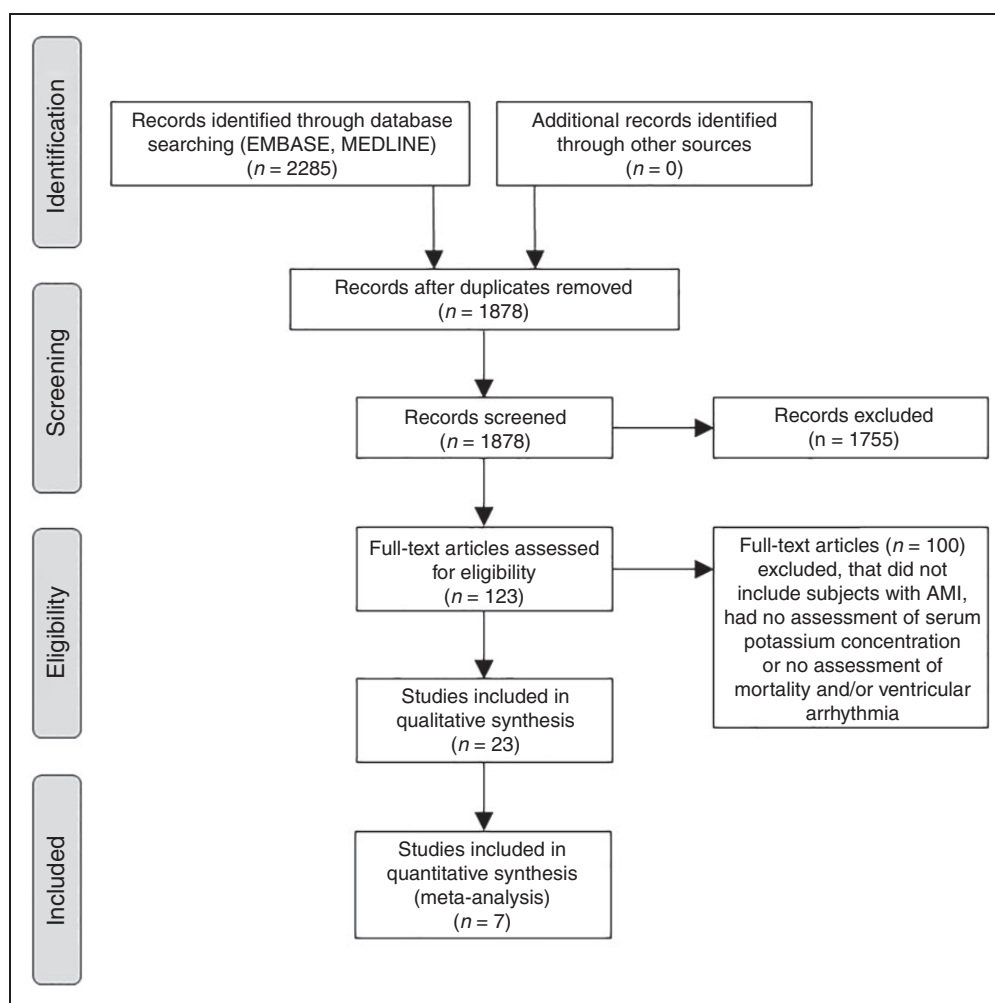 Identification
Records identified through database
searching (EMBASE, MEDLINE)
(n = 2285)
Additional records identified
through other sources
(n = 0)
Screening
Records after duplicates removed
(n = 1878)
Records screened
(n = 1878)
Records excluded
(n = 1755)
Eligibility
Full-text articles assessed
for eligibility
(n = 123)
Full-text articles (n = 100)
excluded, that did not
include subjects with AMI,
had no assessment of serum
potassium concentration
or no assessment of
mortality and/or ventricular
arrhythmia
Studies included in
qualitative synthesis
(n = 23)
Included
Studies included in
quantitative synthesis
(meta-analysis)
(n = 7)